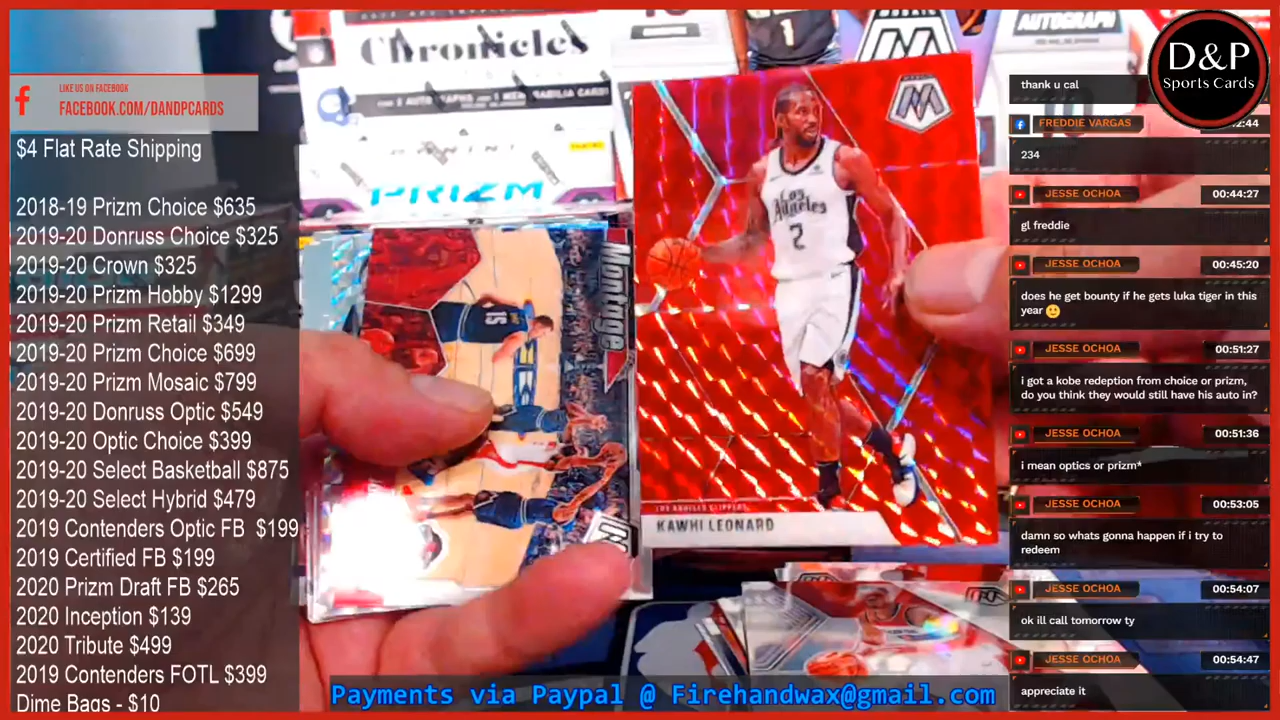 LIKE US ON FACEBOOK
FACEBOOK.COM/DANDPCARDS
$4 Flat Rate Shipping
2018-19 Prizm Choice $635
2019-20 Donruss Choice $325
2019-20 Crown $325
2019-20 Prizm Hobby $1299
2019-20 Prizm Retail $349
2019-20 Prizm Choice $699
2019-20 Prizm Mosaic $799
2019-20 Donruss Optic $549
2019-20 Optic Choice $399
2019-20 Select Basketball $875
2019-20 Select Hybrid $479
2019 Contenders Optic FB $199
2019 Certified FB $199
2020 Prizm Draft FB $265
2020 Inception $139
2020 Tribute $499
2019 Contenders FOTL $399
Dime Bags - $10
Chronicles
PANINI
PRIZM
Montage
15
1
MOSAIC
Los
Angeles
2
LOS ANGELES CLIPPERS
KAWHI LEONARD
AUTOGRAPH
D&P
Sports Cards
thank u cal
FREDDIE VARGAS
2:44
234
JESSE OCHOA 00:44:27
gl freddie
JESSE OCHOA 00:45:20
does he get bounty if he gets luka tiger in this
year 🙂
JESSE OCHOA 00:51:27
i got a kobe redeption from choice or prizm,
do you think they would still have his auto in?
JESSE OCHOA 00:51:36
i mean optics or prizm*
JESSE OCHOA 00:53:05
damn so whats gonna happen if i try to
redeem
JESSE OCHOA 00:54:07
ok ill call tomorrow ty
JESSE OCHOA 00:54:47
appreciate it
Payments via Paypal @ Firehandwax@gmail.com